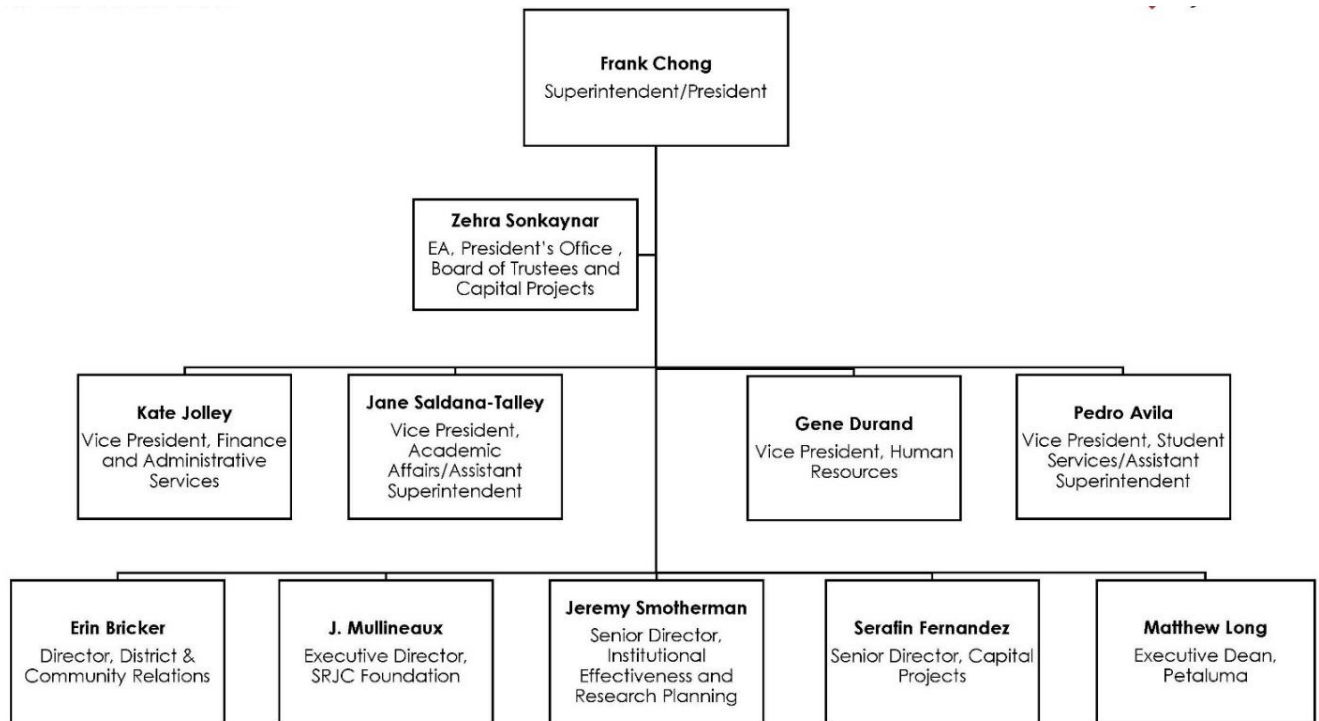 Frank Chong
Superintendent/President
Zehra Sonkaynar
EA, President's Office ,
Board of Trustees and
Capital Projects
Kate Jolley
Vice President, Finance
and Administrative
Services
Jane Saldana-Talley
Vice President,
Academic
Affairs/Assistant
Superintendent
Gene Durand
Vice President, Human
Resources
Pedro Avila
Vice President, Student
Services/Assistant
Superintendent
Erin Bricker
Director, District &
Community Relations
J. Mullineaux
Executive Director,
SRJC Foundation
Jeremy Smotherman
Senior Director,
Institutional
Effectiveness and
Research Planning
Serafin Fernandez
Senior Director, Capital
Projects
Matthew Long
Executive Dean,
Petaluma